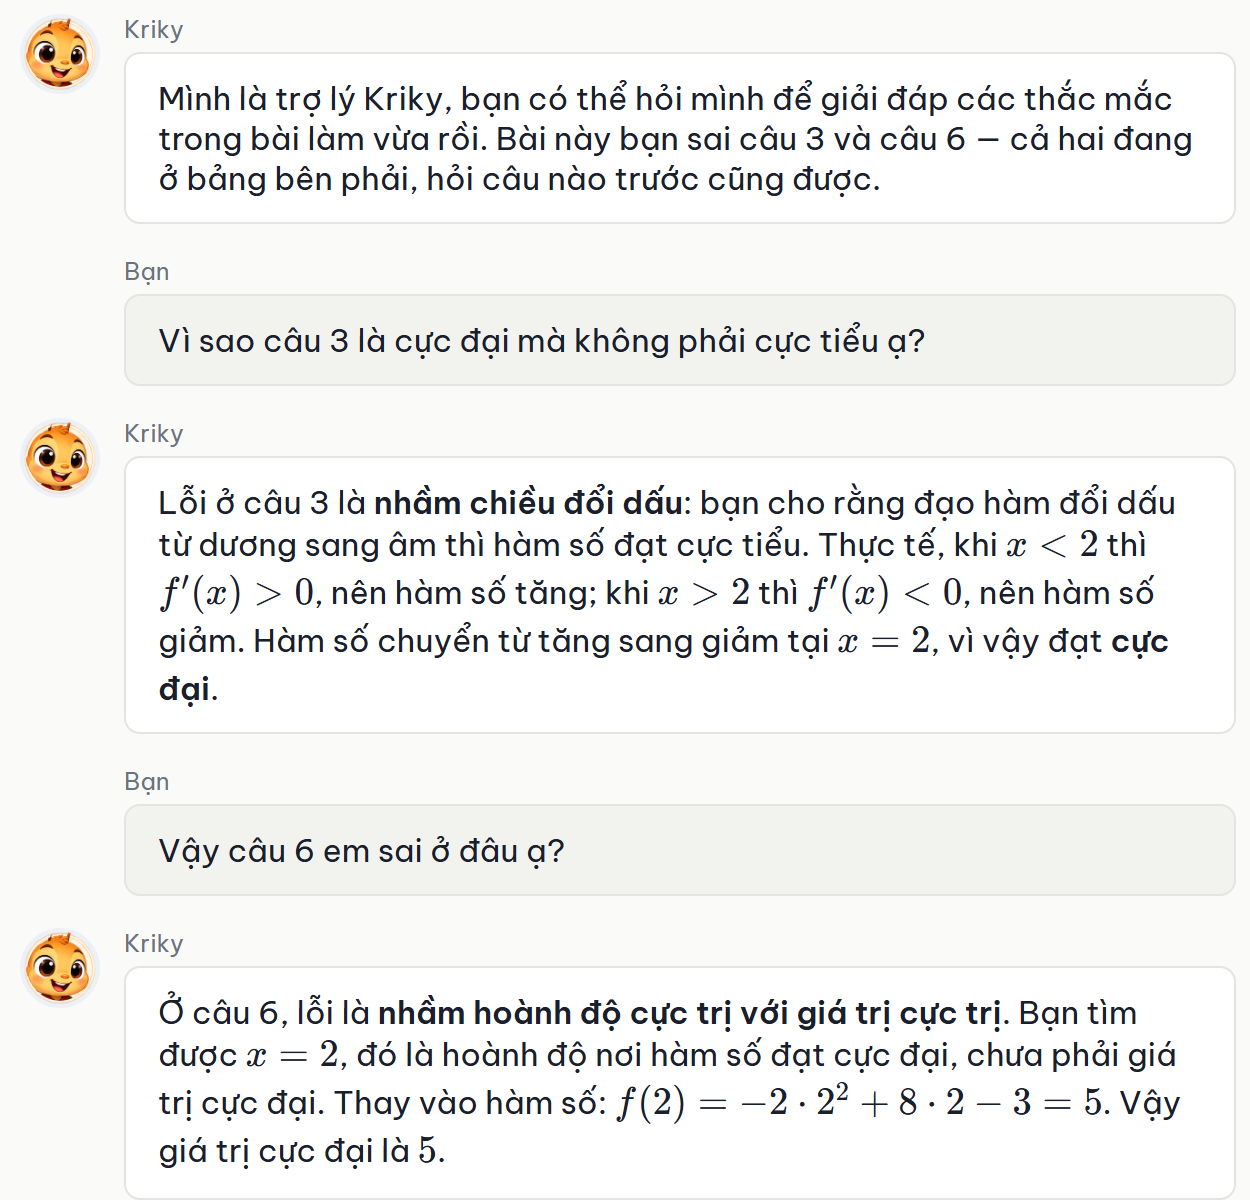 Kriky
Mình là trợ lý Kriky, bạn có thể hỏi mình để giải đáp các thắc mắc
trong bài làm vừa rồi. Bài này bạn sai câu 3 và câu 6 — cả hai đang
ở bảng bên phải, hỏi câu nào trước cũng được.
Bạn
Vì sao câu 3 là cực đại mà không phải cực tiểu ạ?
Kriky
Lỗi ở câu 3 là nhầm chiều đổi dấu: bạn cho rằng đạo hàm đổi dấu
từ dương sang âm thì hàm số đạt cực tiểu. Thực tế, khi x < 2 thì
f′(x) > 0, nên hàm số tăng; khi x > 2 thì f′(x) < 0, nên hàm số
giảm. Hàm số chuyển từ tăng sang giảm tại x = 2, vì vậy đạt cực
đại.
Bạn
Vậy câu 6 em sai ở đâu ạ?
Kriky
Ở câu 6, lỗi là nhầm hoành độ cực trị với giá trị cực trị. Bạn tìm
được x = 2, đó là hoành độ nơi hàm số đạt cực đại, chưa phải giá
trị cực đại. Thay vào hàm số: f(2) = −2 · 2² + 8 · 2 − 3 = 5. Vậy
giá trị cực đại là 5.